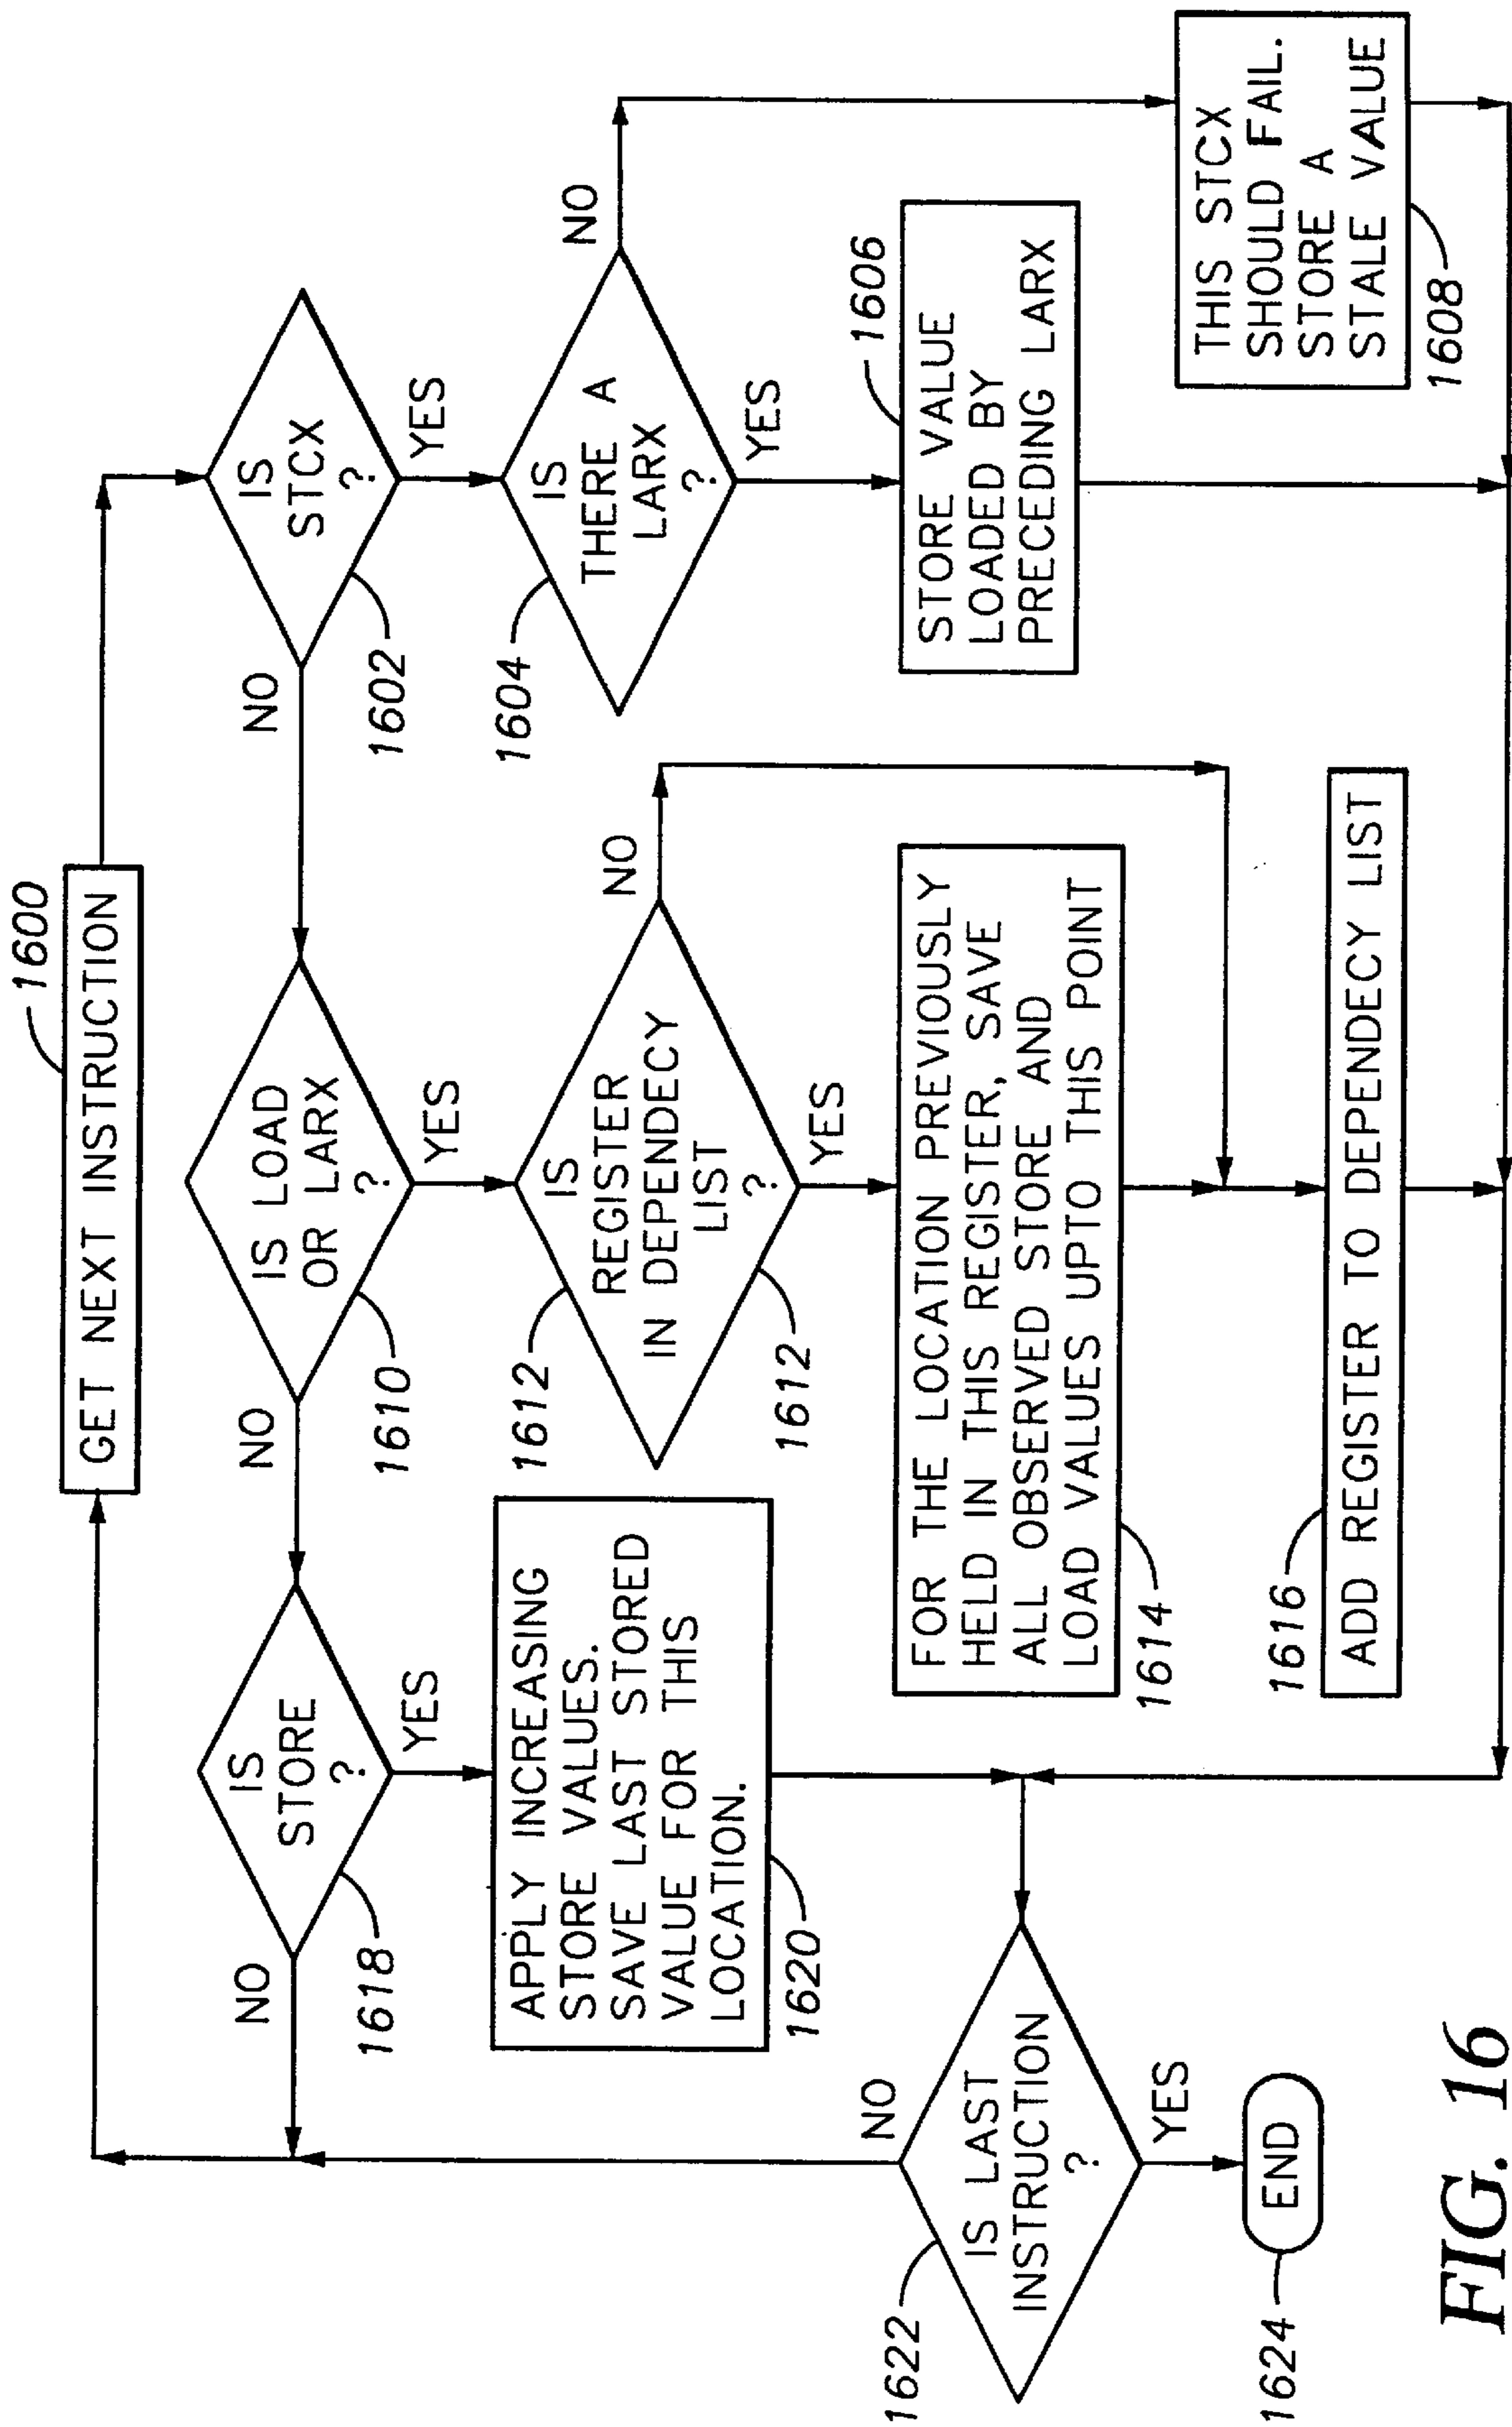 1600
GET NEXT INSTRUCTION
IS
STCX
?
1602
NO
YES
IS
THERE A
LARX
?
1604
NO
YES
STORE VALUE
LOADED BY
PRECEDING LARX
1606
THIS STCX
SHOULD FAIL.
STORE A
STALE VALUE
1608
IS LOAD
OR LARX
?
1610
NO
YES
IS
REGISTER
IN DEPENDECY
LIST
?
1612
1612
NO
YES
FOR THE LOCATION PREVIOUSLY
HELD IN THIS REGISTER, SAVE
ALL OBSERVED STORE AND
LOAD VALUES UPTO THIS POINT
1614
ADD REGISTER TO DEPENDECY LIST
1616
IS
STORE
?
1618
NO
YES
APPLY INCREASING
STORE VALUES.
SAVE LAST STORED
VALUE FOR THIS
LOCATION.
1620
IS LAST
INSTRUCTION
?
1622
NO
YES
END
1624
FIG. 16